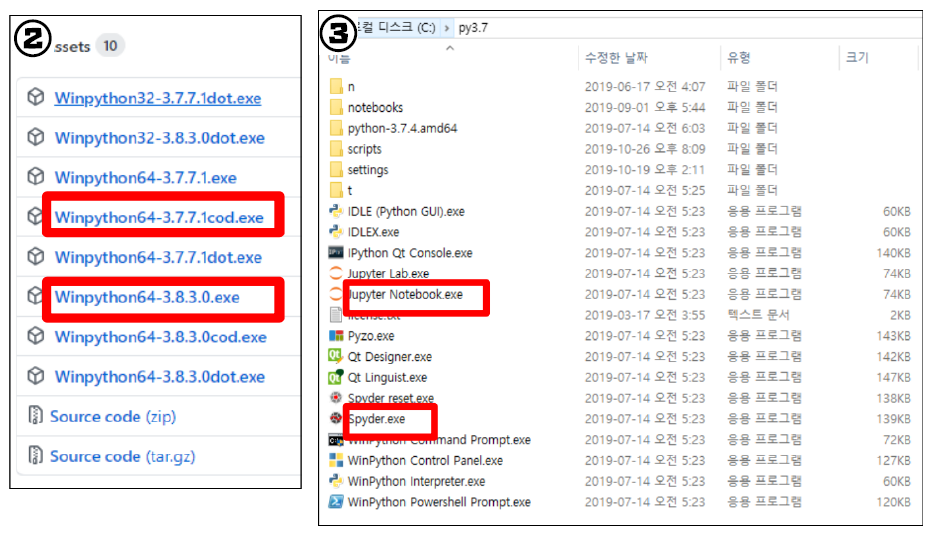 ②
ssets 10
Winpython32-3.7.7.1dot.exe
Winpython32-3.8.3.0dot.exe
Winpython64-3.7.7.1.exe
Winpython64-3.7.7.1cod.exe
Winpython64-3.7.7.1dot.exe
Winpython64-3.8.3.0.exe
Winpython64-3.8.3.0cod.exe
Winpython64-3.8.3.0dot.exe
Source code (zip)
Source code (tar.gz)
③
컬 디스크 (C:) › py3.7
이름 수정한 날짜 유형 크기
n 2019-06-17 오전 4:07 파일 폴더
notebooks 2019-09-01 오후 5:44 파일 폴더
python-3.7.4.amd64 2019-07-14 오전 6:03 파일 폴더
scripts 2019-10-26 오후 8:09 파일 폴더
settings 2019-10-19 오후 2:11 파일 폴더
t 2019-07-14 오전 5:25 파일 폴더
IDLE (Python GUI).exe 2019-07-14 오전 5:23 응용 프로그램 60KB
IDLEX.exe 2019-07-14 오전 5:23 응용 프로그램 60KB
IPython Qt Console.exe 2019-07-14 오전 5:23 응용 프로그램 140KB
Jupyter Lab.exe 2019-07-14 오전 5:23 응용 프로그램 74KB
Jupyter Notebook.exe 2019-07-14 오전 5:23 응용 프로그램 74KB
license.txt 2019-03-17 오전 3:55 텍스트 문서 2KB
Pyzo.exe 2019-07-14 오전 5:23 응용 프로그램 143KB
Qt Designer.exe 2019-07-14 오전 5:23 응용 프로그램 142KB
Qt Linguist.exe 2019-07-14 오전 5:23 응용 프로그램 147KB
Spyder reset.exe 2019-07-14 오전 5:23 응용 프로그램 138KB
Spyder.exe 2019-07-14 오전 5:23 응용 프로그램 139KB
WinPython Command Prompt.exe 2019-07-14 오전 5:23 응용 프로그램 72KB
WinPython Control Panel.exe 2019-07-14 오전 5:23 응용 프로그램 127KB
WinPython Interpreter.exe 2019-07-14 오전 5:23 응용 프로그램 60KB
WinPython Powershell Prompt.exe 2019-07-14 오전 5:23 응용 프로그램 120KB